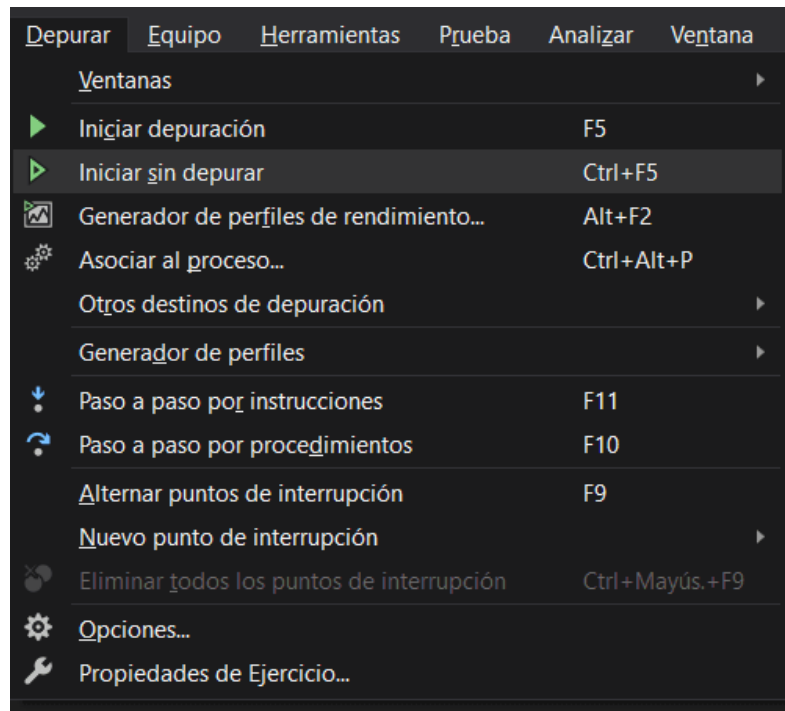 Depurar Equipo Herramientas Prueba Analizar Ventana
Ventanas
Iniciar depuración F5
Iniciar sin depurar Ctrl+F5
Generador de perfiles de rendimiento... Alt+F2
Asociar al proceso... Ctrl+Alt+P
Otros destinos de depuración
Generador de perfiles
Paso a paso por instrucciones F11
Paso a paso por procedimientos F10
Alternar puntos de interrupción F9
Nuevo punto de interrupción
Eliminar todos los puntos de interrupción Ctrl+Mayús.+F9
Opciones...
Propiedades de Ejercicio...